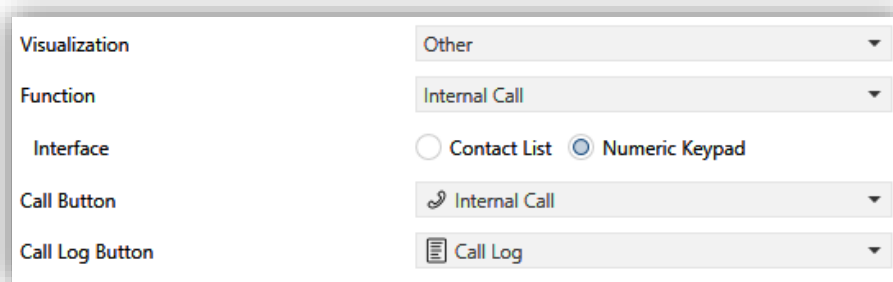 Visualization Other
Function Internal Call
Interface Contact List Numeric Keypad
Call Button Internal Call
Call Log Button Call Log